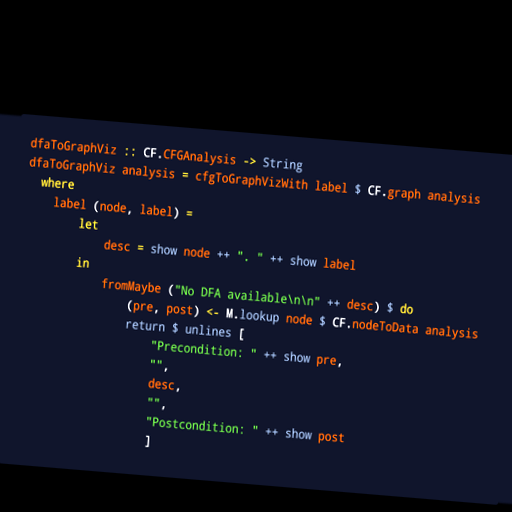 dfaToGraphViz :: CF.CFGAnalysis -> String
dfaToGraphViz analysis = cfgToGraphVizWith label $ CF.graph analysis
  where
    label (node, label) =
        let
            desc = show node ++ ". " ++ show label
        in
            fromMaybe ("No DFA available\n\n" ++ desc) $ do
                (pre, post) <- M.lookup node $ CF.nodeToData analysis
                return $ unlines [
                    "Precondition: " ++ show pre,
                    "",
                    desc,
                    "",
                    "Postcondition: " ++ show post
                    ]